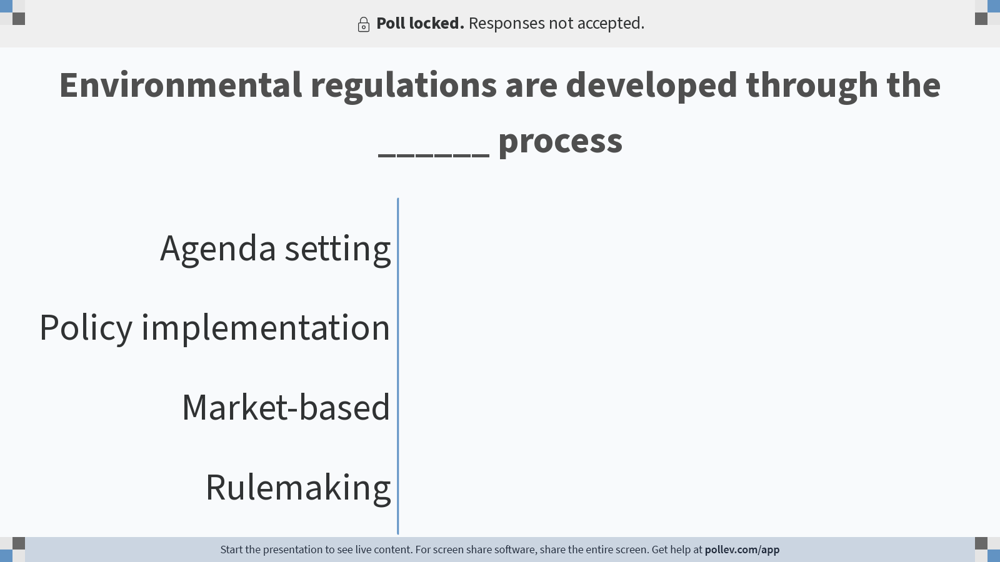 Poll locked. Responses not accepted.
Environmental regulations are developed through the
______ process
Agenda setting
Policy implementation
Market-based
Rulemaking
Start the presentation to see live content. For screen share software, share the entire screen. Get help at pollev.com/app